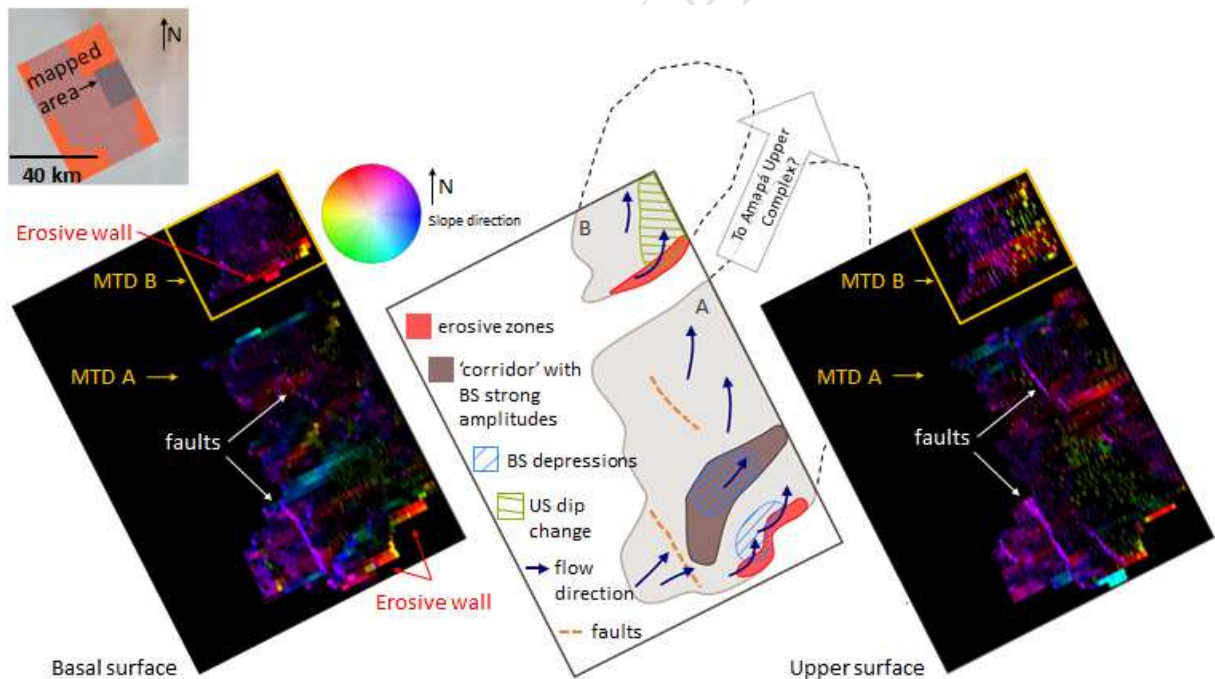 N
mapped
area
40 km
N
Slope direction
Erosive wall
MTD B
MTD A
faults
Erosive wall
Basal surface
B
A
To Amapá Upper
Complex?
erosive zones
‘corridor’ with
BS strong
amplitudes
BS depressions
US dip
change
flow
direction
faults
MTD B
MTD A
faults
Upper surface